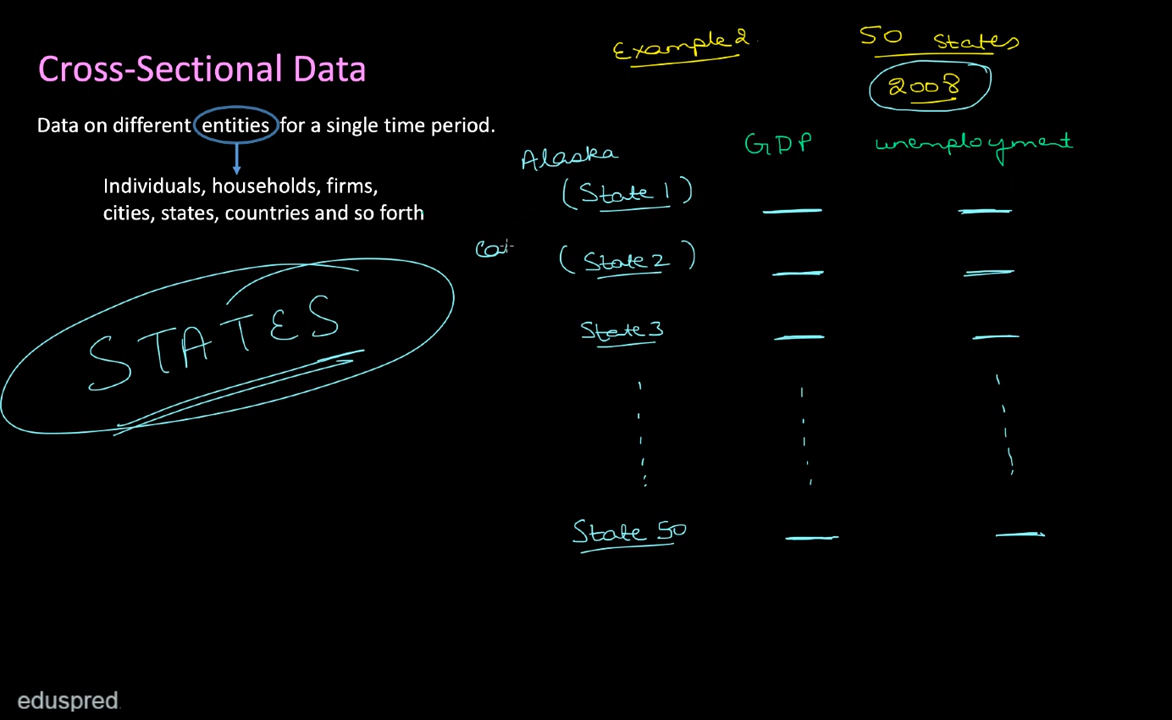 Cross-Sectional Data
Data on different entities for a single time period.
Individuals, households, firms,
cities, states, countries and so forth
STATES
Example 2
50 states
2008
GDP unemployment
Alaska
(State 1)
(State 2)
State 3
State 50
eduspred